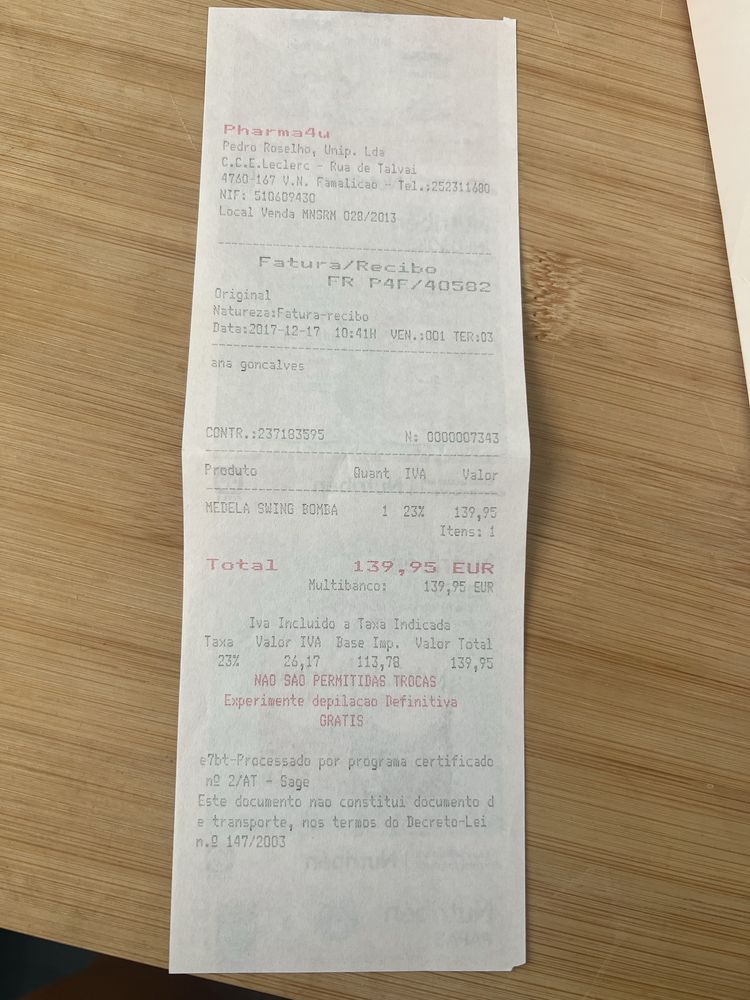 Pharma4u
Pedro Roselho, Unip. Lda
C.C.E.Leclerc - Rua de Talvai
4760-167 V.N. Famalicao - Tel.:252311680
NIF: 510609430
Local Venda MNSRM 028/2013
Fatura/Recibo
FR P4F/40582
Original
Natureza:Fatura-recibo
Data:2017-12-17 10:41H VEN.:001 TER:03
ana goncalves
CONTR.:237183595 N: 0000007343
Produto Quant IVA Valor
MEDELA SWING BOMBA 1 23% 139,95
Itens: 1
Total 139,95 EUR
Multibanco: 139,95 EUR
Iva Incluido a Taxa Indicada
Taxa Valor IVA Base Imp. Valor Total
23% 26,17 113,78 139,95
NAO SAO PERMITIDAS TROCAS
Experimente depilacao Definitiva
GRATIS
e7bt-Processado por programa certificado
nº 2/AT - Sage
Este documento nao constitui documento d
e transporte, nos termos do Decreto-Lei
n.º 147/2003